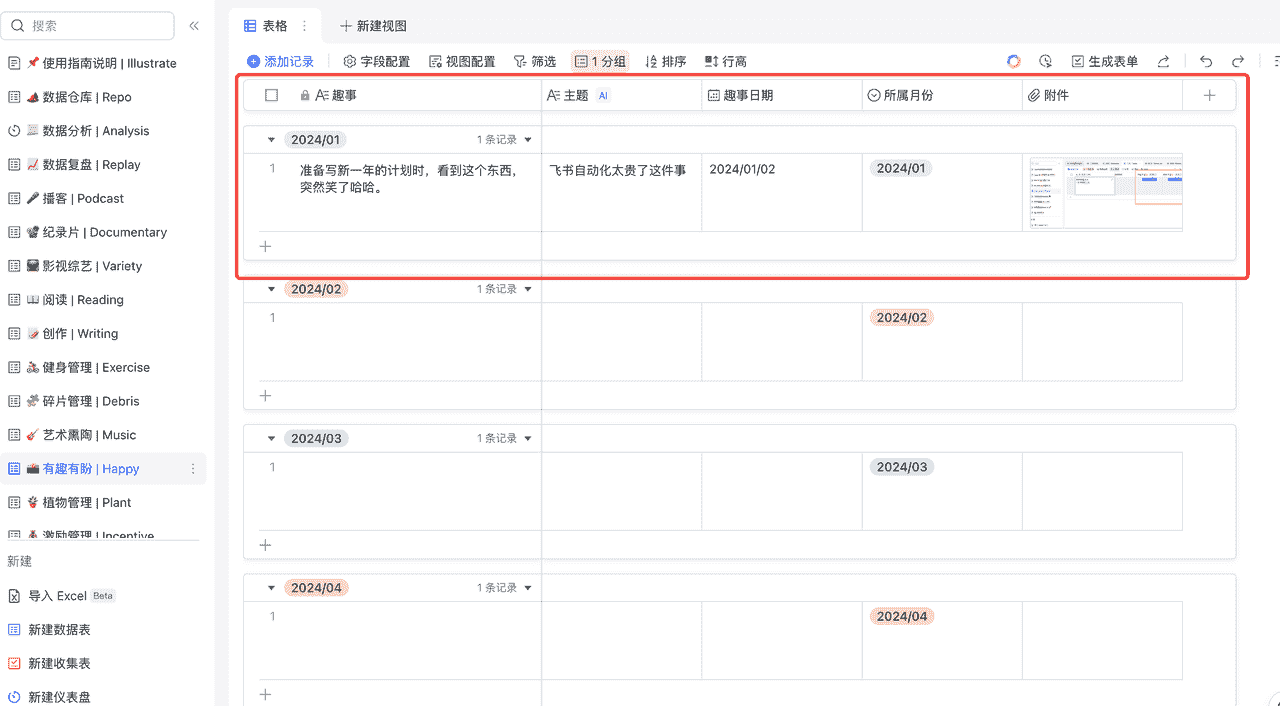 搜索
使用指南说明 | Illustrate
数据仓库 | Repo
数据分析 | Analysis
数据复盘 | Replay
播客 | Podcast
纪录片 | Documentary
影视综艺 | Variety
阅读 | Reading
创作 | Writing
健身管理 | Exercise
碎片管理 | Debris
艺术熏陶 | Music
有趣有盼 | Happy
植物管理 | Plant
激励管理 | Incentive
新建
导入 Excel Beta
新建数据表
新建收集表
新建仪表盘
表格 新建视图
添加记录 字段配置 视图配置 筛选 1 分组 排序 行高 生成表单
趣事 主题 AI 趣事日期 所属月份 附件
2024/01 1 条记录
1 准备写新一年的计划时，看到这个东西， 飞书自动化太贵了这件事 2024/01/02 2024/01
突然笑了哈哈。
2024/02 1 条记录
1 2024/02
2024/03 1 条记录
1 2024/03
2024/04 1 条记录
1 2024/04